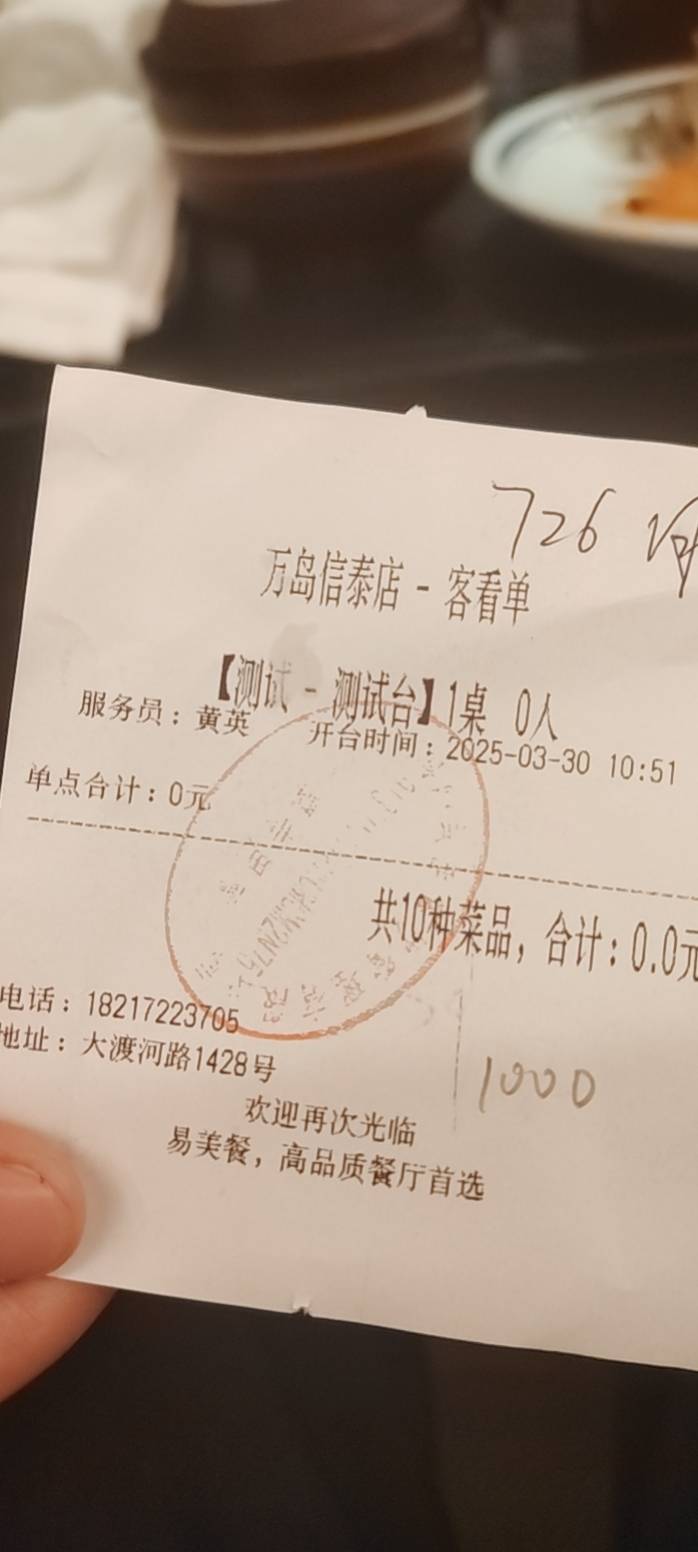 726
万岛信泰店 - 客看单
【测试 - 测试台】1桌 0人
服务员：黄英 开台时间：2025-03-30 10:51
单点合计：0元
共10种菜品，合计：0.0元
电话：18217223705
地址：大渡河路1428号
1000
欢迎再次光临
易美餐，高品质餐厅首选